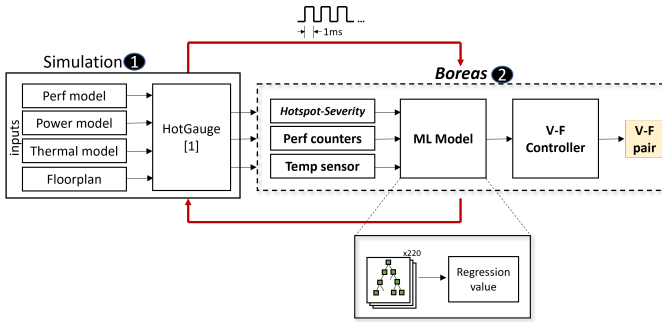 ...
1ms
Simulation 1
Boreas 2
inputs
Perf model
Power model
Thermal model
Floorplan
HotGauge
[1]
Hotspot-Severity
Perf counters
Temp sensor
ML Model
V-F
Controller
V-F
pair
x220
Regression
value